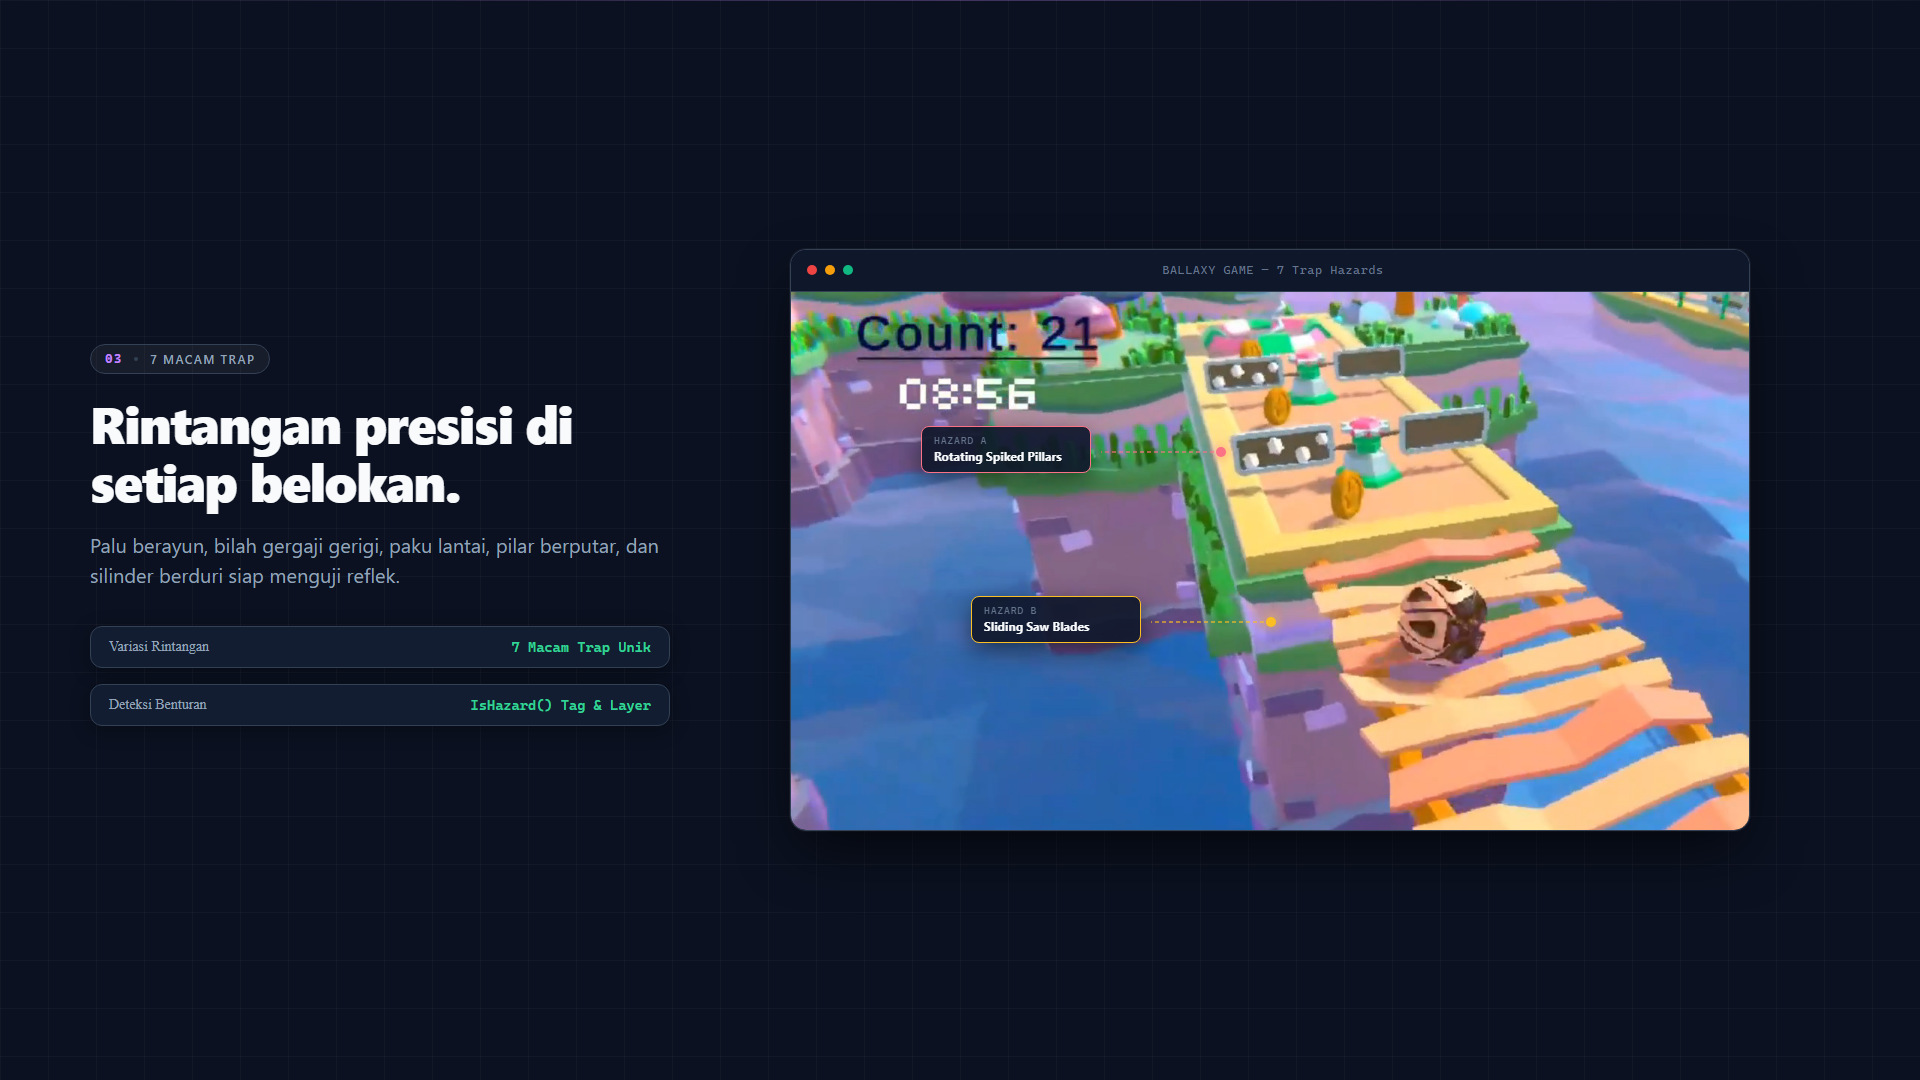 03 • 7 MACAM TRAP
Rintangan presisi di
setiap belokan.
Palu berayun, bilah gergaji gerigi, paku lantai, pilar berputar, dan
silinder berduri siap menguji reflek.
Variasi Rintangan 7 Macam Trap Unik
Deteksi Benturan IsHazard() Tag & Layer
BALLAXY GAME — 7 Trap Hazards
Count: 21
08:56
HAZARD A
Rotating Spiked Pillars
HAZARD B
Sliding Saw Blades